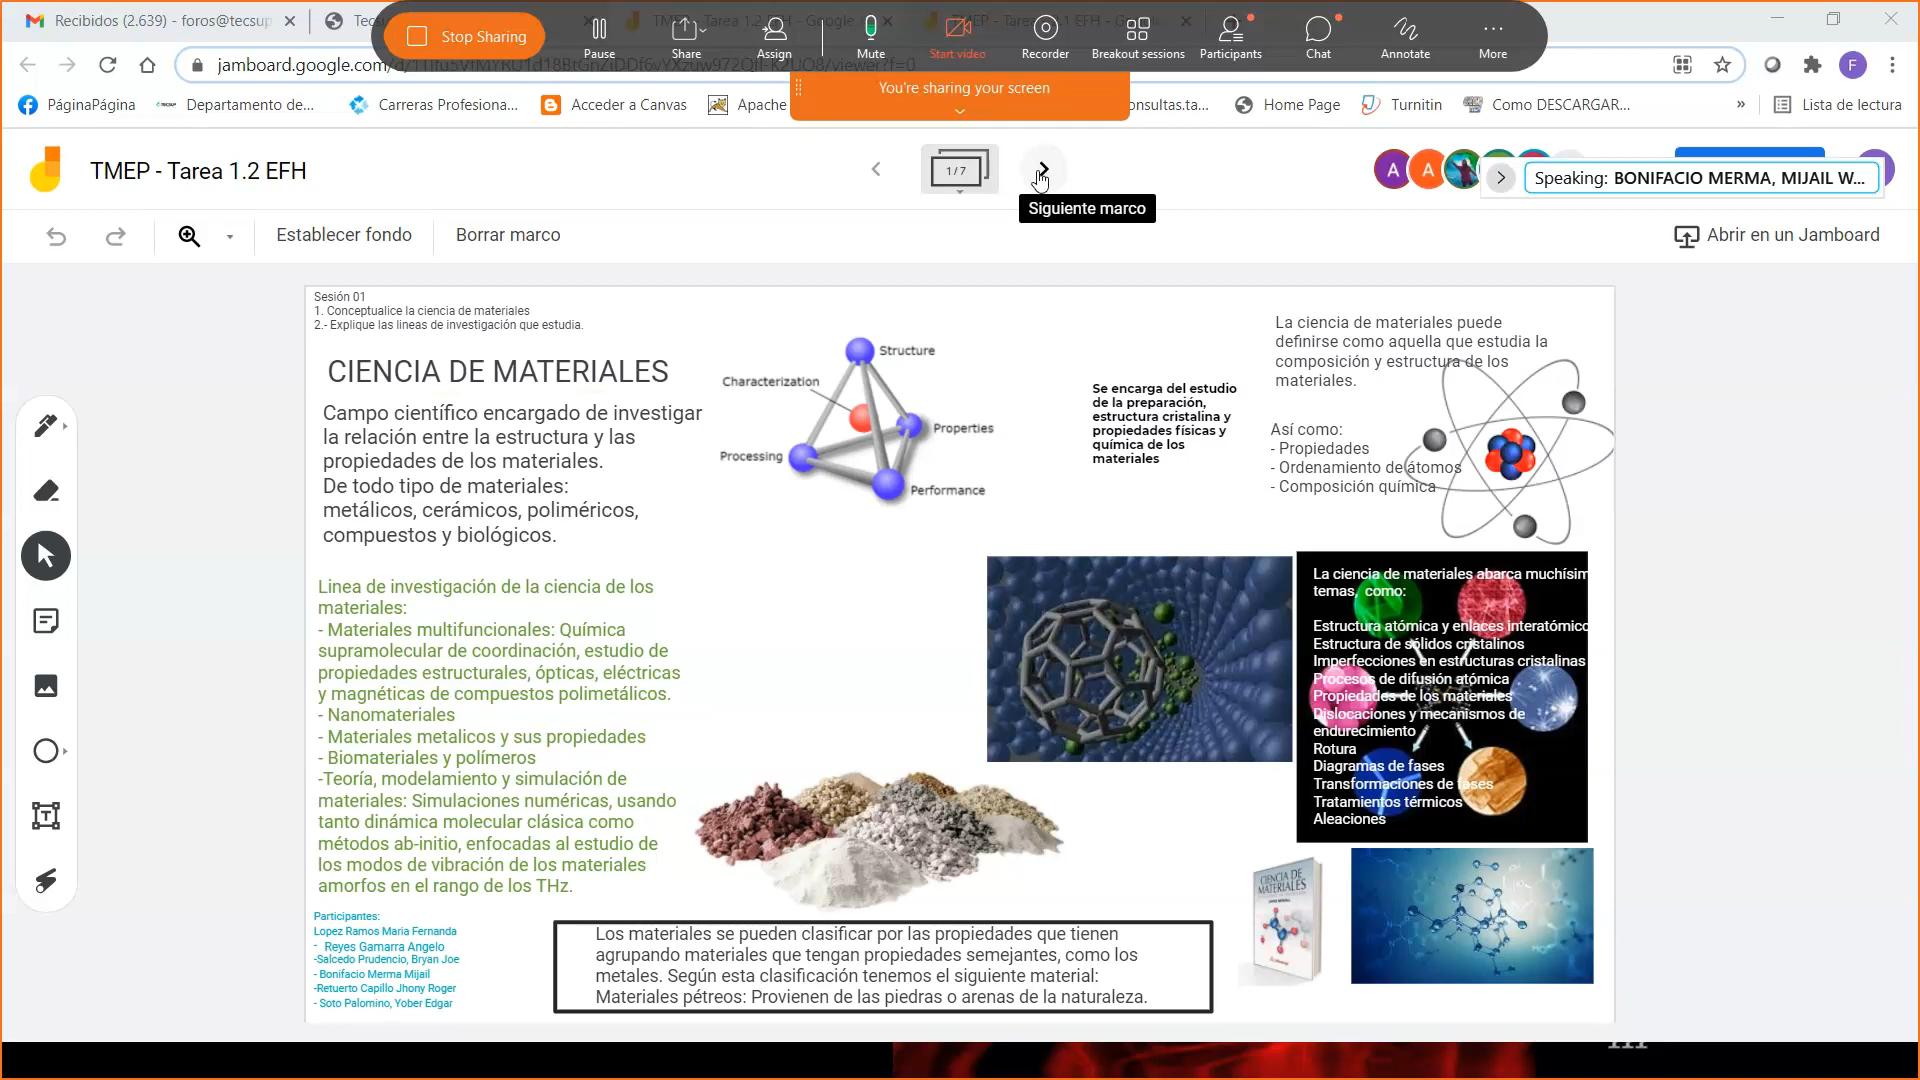 Recibidos (2.639) - foros@tecsup
Stop Sharing
Pause
Share
Assign
Mute
Start video
Recorder
Breakout sessions
Participants
Chat
Annotate
More
You're sharing your screen
jamboard.google.com/d/
PáginaPágina
Departamento de...
Carreras Profesiona...
Acceder a Canvas
Apache
onsultas.ta...
Home Page
Turnitin
Como DESCARGAR...
»
Lista de lectura
F
TMEP - Tarea 1.2 EFH
1/7
Siguiente marco
A
A
Speaking: BONIFACIO MERMA, MIJAIL W...
Establecer fondo
Borrar marco
Abrir en un Jamboard
Sesión 01
1. Conceptualice la ciencia de materiales
2.- Explique las lineas de investigación que estudia.
CIENCIA DE MATERIALES
Campo científico encargado de investigar
la relación entre la estructura y las
propiedades de los materiales.
De todo tipo de materiales:
metálicos, cerámicos, poliméricos,
compuestos y biológicos.
Structure
Characterization
Properties
Processing
Performance
Se encarga del estudio
de la preparación,
estructura cristalina y
propiedades físicas y
química de los
materiales
La ciencia de materiales puede
definirse como aquella que estudia la
composición y estructura de los
materiales.
Así como:
- Propiedades
- Ordenamiento de átomos
- Composición química
Linea de investigación de la ciencia de los
materiales:
- Materiales multifuncionales: Química
supramolecular de coordinación, estudio de
propiedades estructurales, ópticas, eléctricas
y magnéticas de compuestos polimetálicos.
- Nanomateriales
- Materiales metalicos y sus propiedades
- Biomateriales y polímeros
-Teoría, modelamiento y simulación de
materiales: Simulaciones numéricas, usando
tanto dinámica molecular clásica como
métodos ab-initio, enfocadas al estudio de
los modos de vibración de los materiales
amorfos en el rango de los THz.
La ciencia de materiales abarca muchísim
temas, como:
Estructura atómica y enlaces interatómico
Estructura de sólidos cristalinos
Imperfecciones en estructuras cristalinas
Procesos de difusión atómica
Propiedades de los materiales
Dislocaciones y mecanismos de
endurecimiento
Rotura
Diagramas de fases
Transformaciones de fases
Tratamientos térmicos
Aleaciones
CIENCIA DE
MATERIALES
Participantes:
Lopez Ramos Maria Fernanda
- Reyes Gamarra Angelo
-Salcedo Prudencio, Bryan Joe
- Bonifacio Merma Mijail
-Retuerto Capillo Jhony Roger
- Soto Palomino, Yober Edgar
Los materiales se pueden clasificar por las propiedades que tienen
agrupando materiales que tengan propiedades semejantes, como los
metales. Según esta clasificación tenemos el siguiente material:
Materiales pétreos: Provienen de las piedras o arenas de la naturaleza.